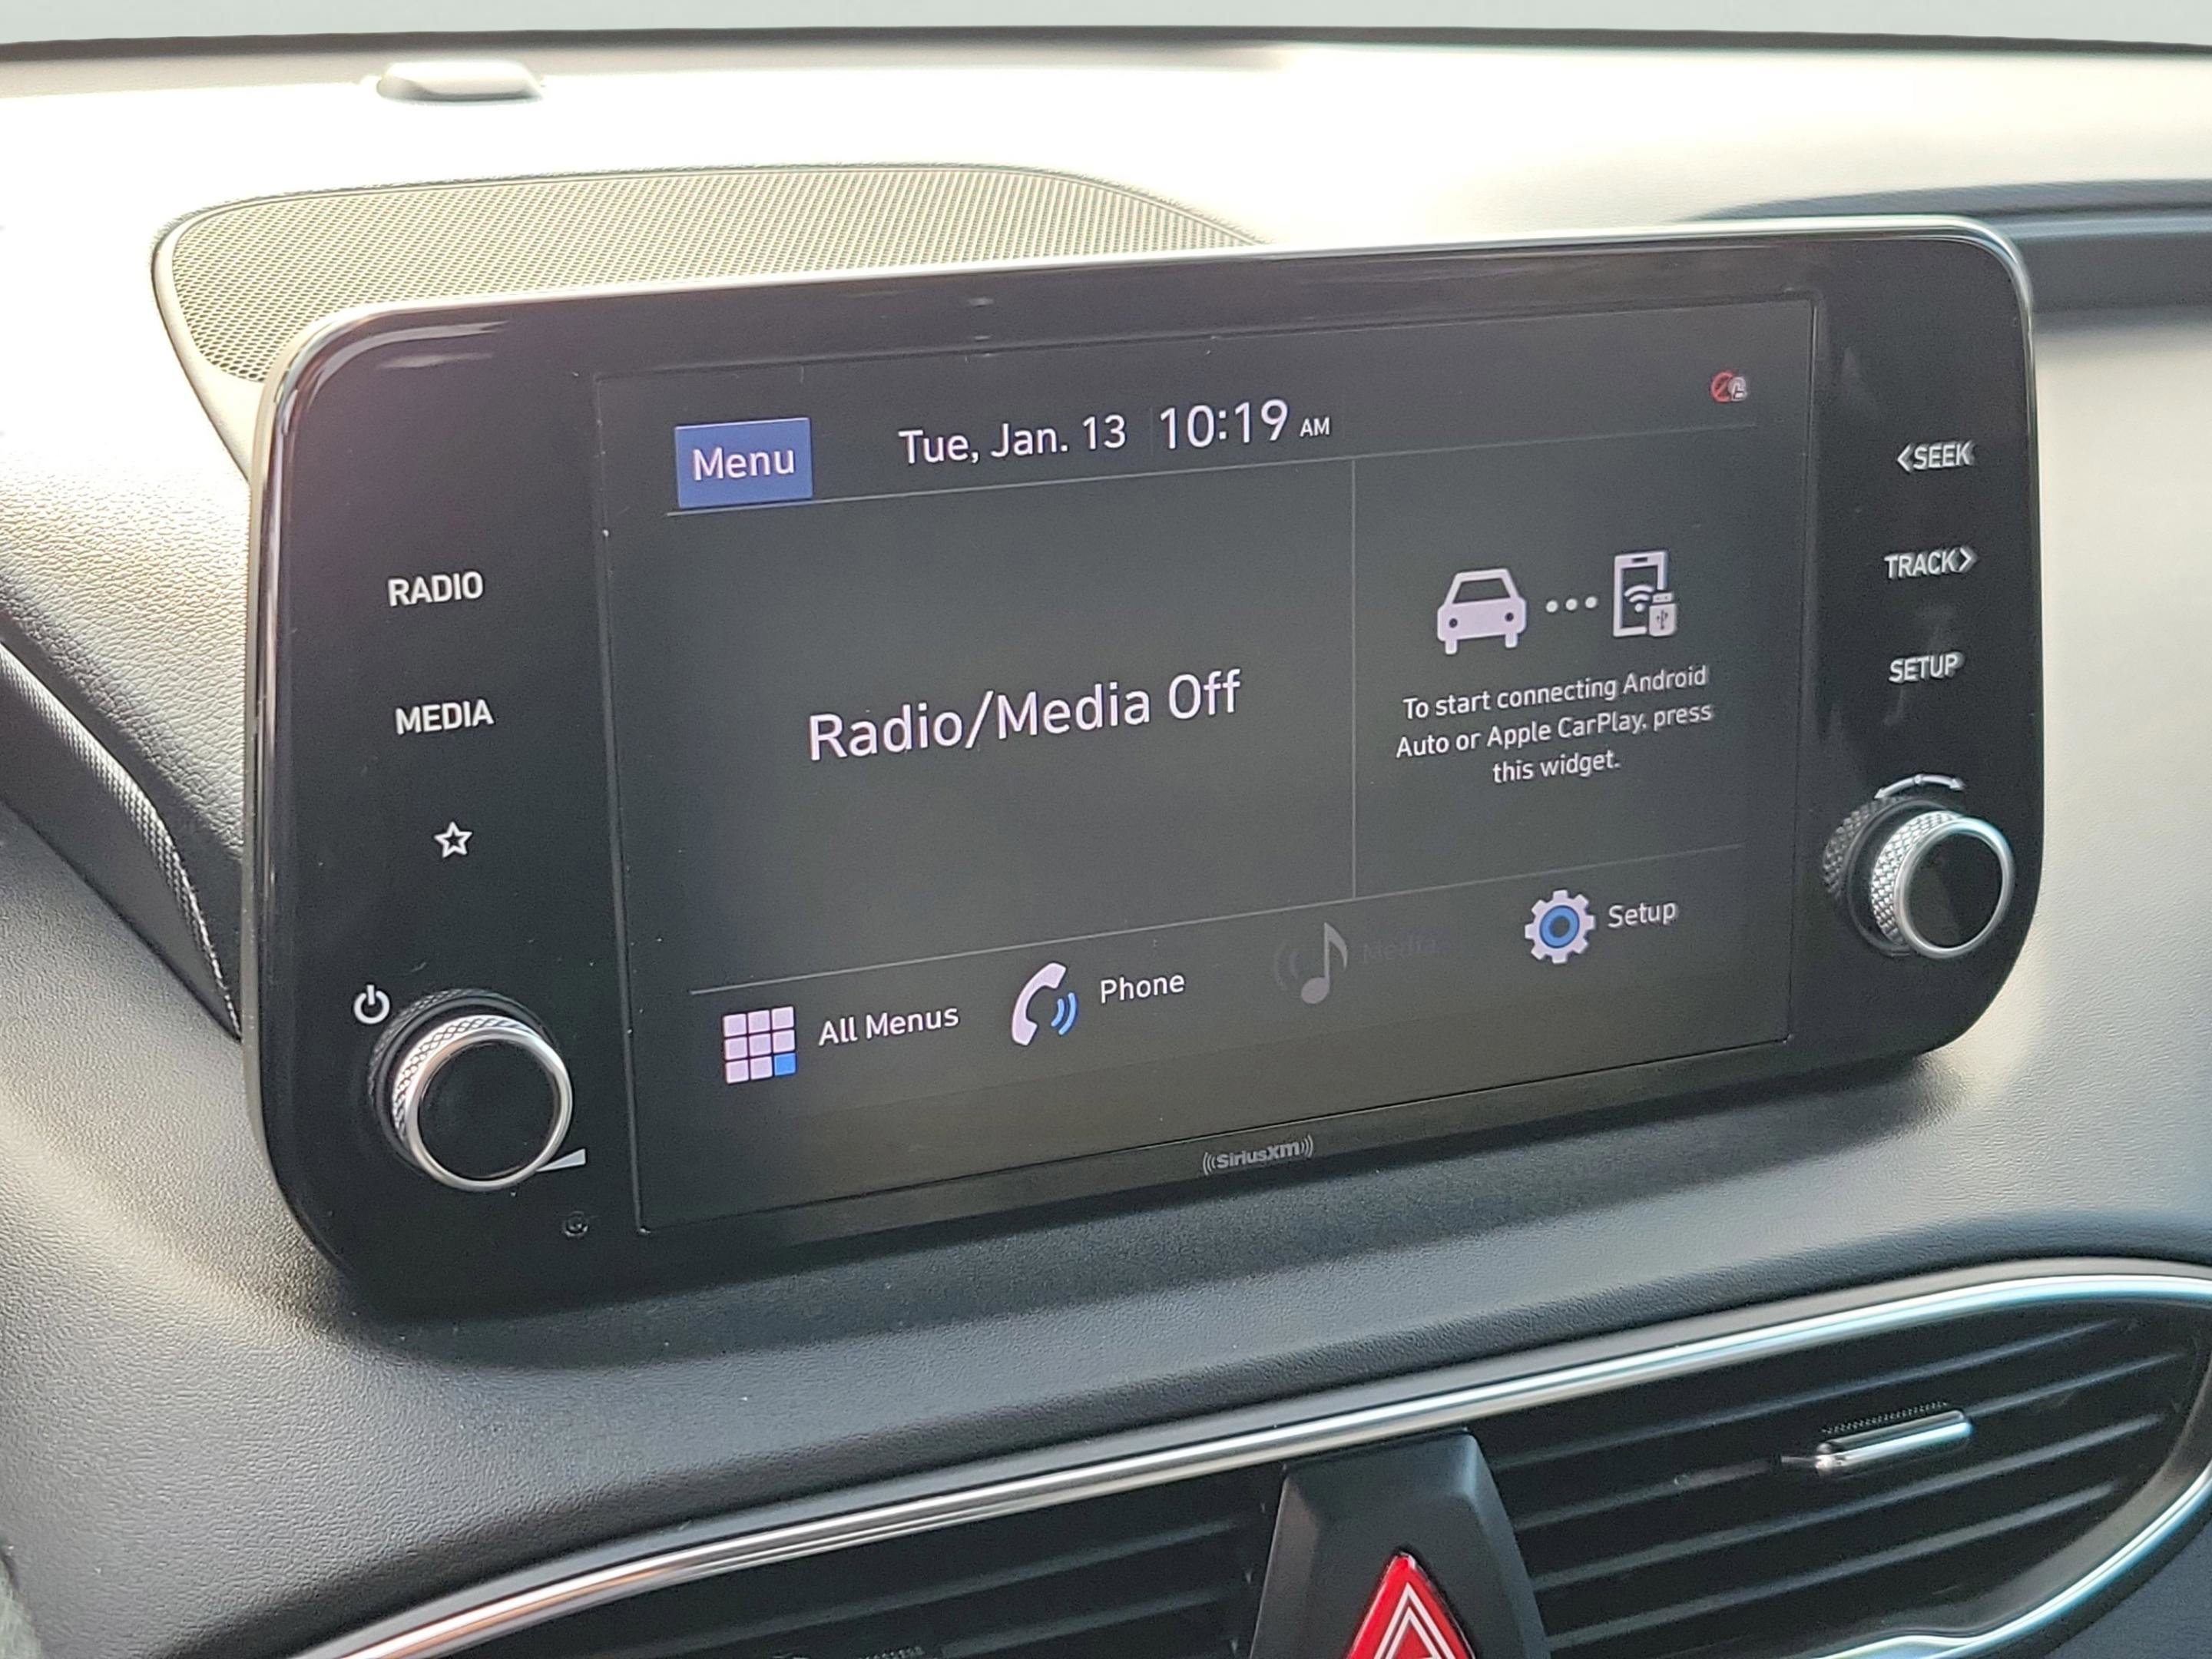 Menu
Tue, Jan. 13 10:19 AM
<SEEK
RADIO
TRACK>
MEDIA
SETUP
Radio/Media Off
To start connecting Android
Auto or Apple CarPlay, press
this widget.
All Menus
Phone
Media
Setup
SiriusXM